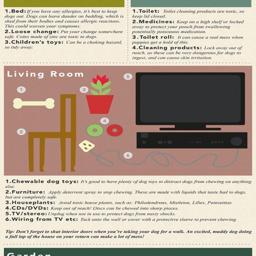 1.Bed: If you have any allergies, it's best to keep
dogs out. Dogs can leave dander on bedding, which is
shed from their bodies and causes allergic reactions.
This could worsen your symptoms.
2.Loose change: Put your change somewhere
safe. Coins made of zinc are toxic to dogs.
3.Children's toys: Can be a choking hazard,
so tidy away.
1.Toilet: Toilet cleaning products are toxic, so
keep lid closed.
2.Medicines: Keep on a high shelf or locked
away to protect your pooch from swallowing
potentially poisonous medication.
3.Toilet roll: It can cause a real mess when
puppies get a hold of this.
4.Cleaning products: Lock away out of
reach, as these can be very dangerous for dogs to
ingest, and can cause skin irritation.
Living Room
1.Chewable dog toys: It's good to have plenty of dog toys to distract dogs from chewing on anything
else.
2.Furniture: Apply deterrent spray to stop chewing. These are made with liquids that taste bad to dogs,
but are completely safe.
3.Houseplants: Avoid toxic house plants, such as: Philodendrons, Mistletoe, Lilies, Poinsettias
4.CDs/DVDs: Keep out of reach! Discs can be chewed into sharp pieces.
5.TV/stereo: Unplug when not in use to protect dogs from nasty shocks.
6.Wiring from TV etc: Tack onto the wall or cover with a protective sleeve to prevent chewing
Tip: Don't forget to shut interior doors when you're taking your dog for a walk. An excited, muddy dog doing
a full lap of the house on your return can make a lot of mess!
Garden